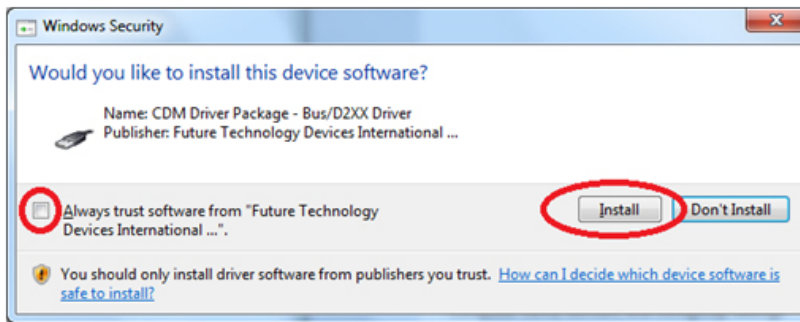 Windows Security
Would you like to install this device software?
Name: CDM Driver Package - Bus/D2XX Driver
Publisher: Future Technology Devices International ...
Always trust software from "Future Technology
Devices International ...".
Install
Don't Install
You should only install driver software from publishers you trust. How can I decide which device software is
safe to install?